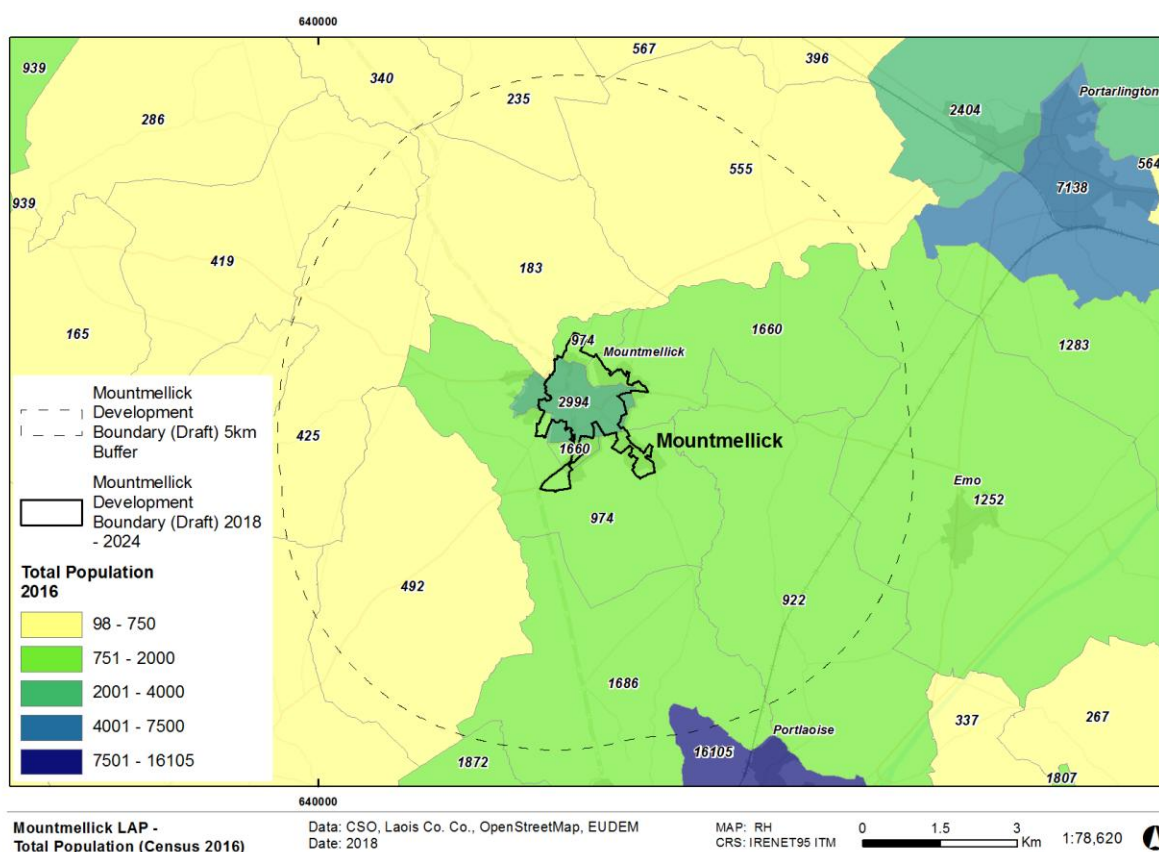 640000
567
396
939
340
235
Portarlington
286
2404
555
564
7138
939
419
183
165
1660
1283
974
Mountmellick
2994
425
1660
Mountmellick
Emo
1252
974
492
922
1686
337
267
16105
Portlaoise
1872
1807
Mountmellick
Development
Boundary (Draft) 5km
Buffer
Mountmellick
Development
Boundary (Draft) 2018
- 2024
Total Population
2016
98 - 750
751 - 2000
2001 - 4000
4001 - 7500
7501 - 16105
640000
Mountmellick LAP -
Total Population (Census 2016)
Data: CSO, Laois Co. Co., OpenStreetMap, EUDEM
Date: 2018
MAP: RH
CRS: IRENET95 ITM
0 1.5 3
Km
1:78,620